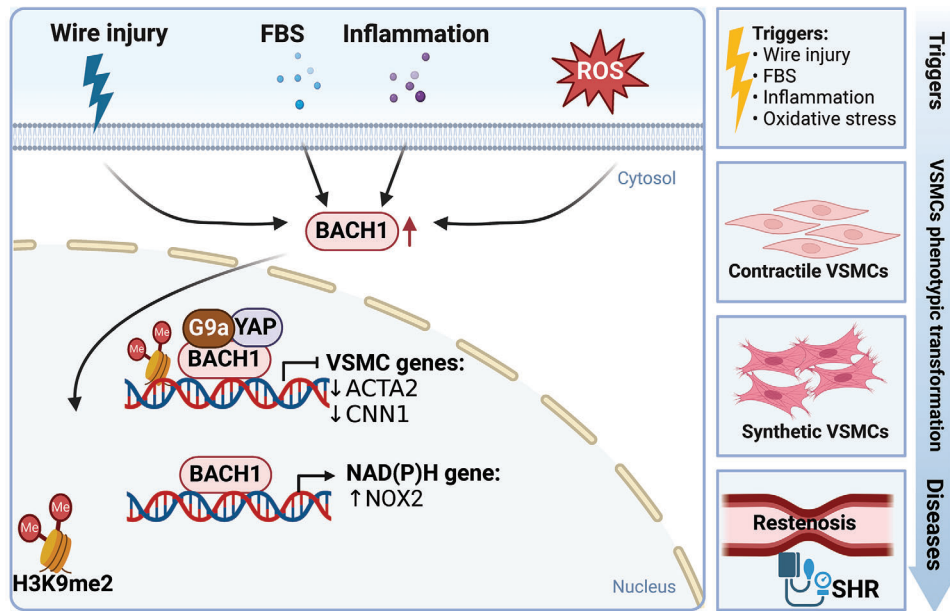 Wire injury
FBS
Inflammation
ROS
Cytosol
BACH1
Me
Me
G9a
YAP
BACH1
VSMC genes:
↓ACTA2
↓CNN1
BACH1
NAD(P)H gene:
↑NOX2
Me
Me
H3K9me2
Nucleus
Triggers:
• Wire injury
• FBS
• Inflammation
• Oxidative stress
Contractile VSMCs
Synthetic VSMCs
Restenosis
SHR
Triggers
VSMCs phenotypic transformation
Diseases